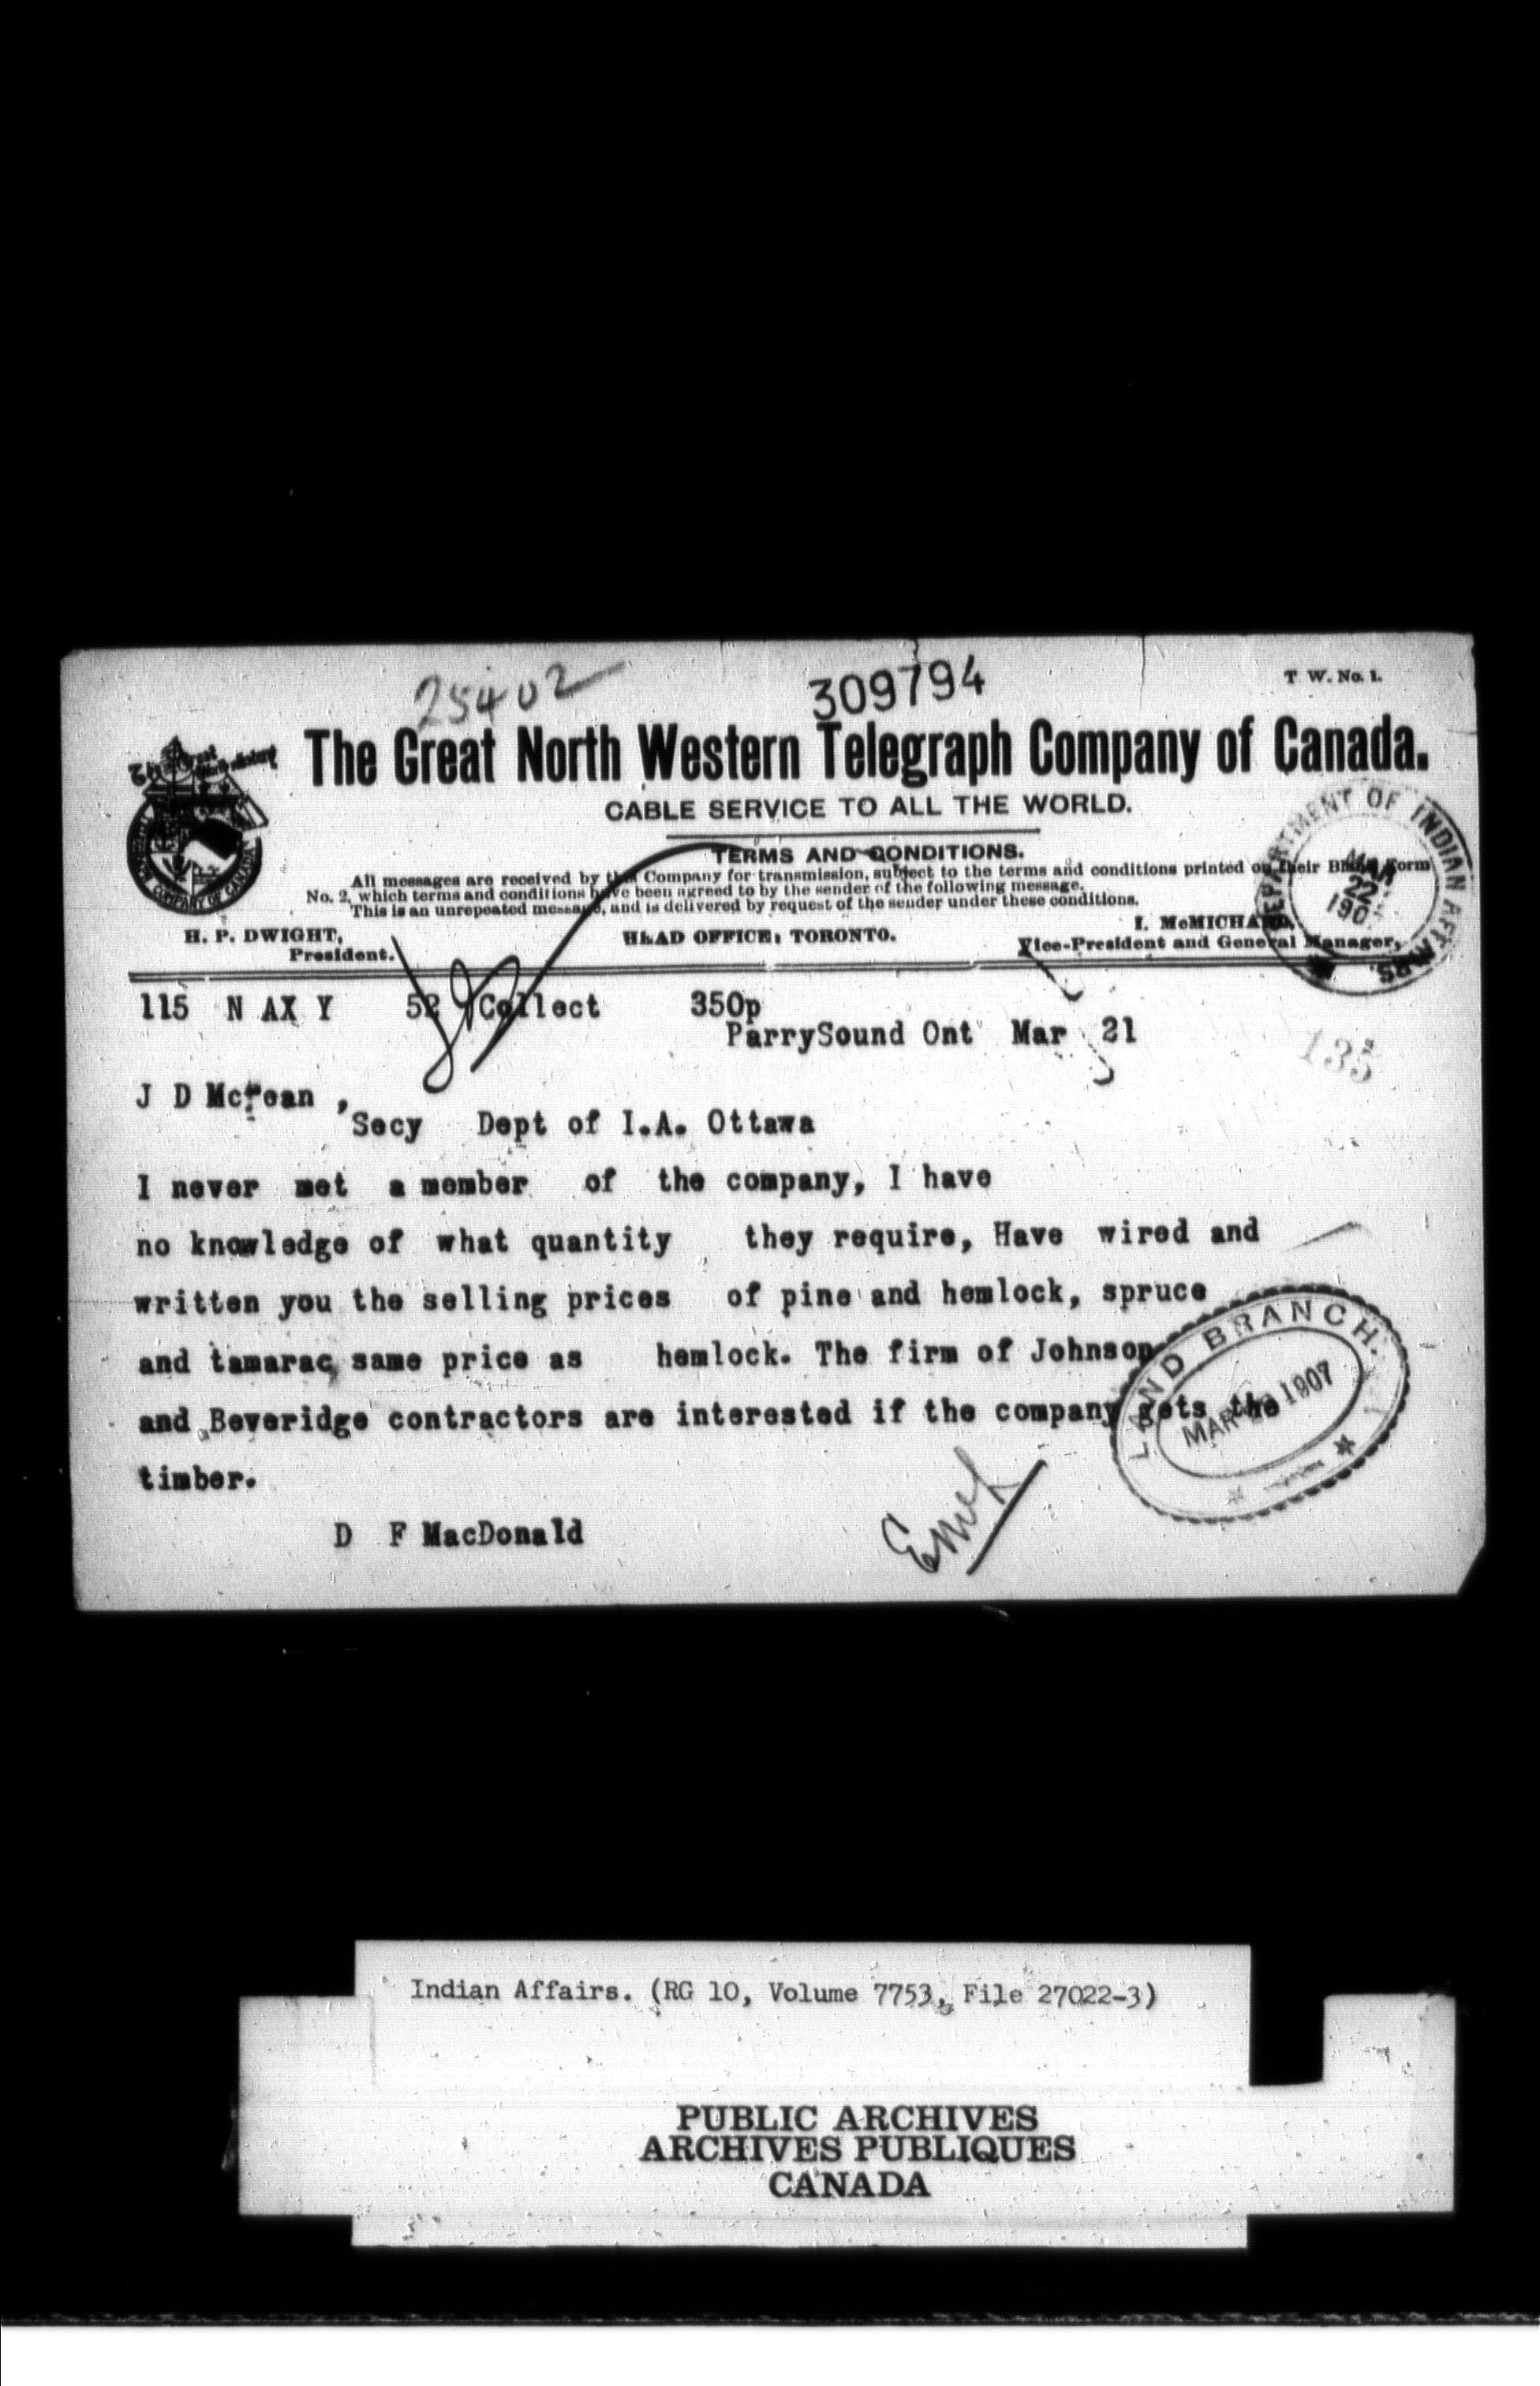 25402
309794
T. W. No. 1.
The Great North Western Telegraph Company of Canada.
CABLE SERVICE TO ALL THE WORLD.
TERMS AND CONDITIONS.
All messages are received by this Company for transmission, subject to the terms and conditions printed on their Blank Form
No. 2, which terms and conditions have been agreed to by the sender of the following message.
This is an unrepeated message, and is delivered by request of the sender under these conditions.
H. P. DWIGHT,
President.
HEAD OFFICE: TORONTO.
I. McMICHAEL,
Vice-President and General Manager.
DEPARTMENT OF INDIAN AFFAIRS.
MAR
22
190
115 N AX Y 52 Collect 350p
ParrySound Ont Mar 21
135
J D Mc?ean ,
Secy Dept of I.A. Ottawa
I never met a member of the company, I have
no knowledge of what quantity they require, Have wired and
written you the selling prices of pine and hemlock, spruce
and tamarac, same price as hemlock. The firm of Johnson
and Beveridge contractors are interested if the company gets the
timber.
D F MacDonald
LAND BRANCH.
MAR 1907
Indian Affairs. (RG 10, Volume 7753, File 27022-3)
PUBLIC ARCHIVES
ARCHIVES PUBLIQUES
CANADA